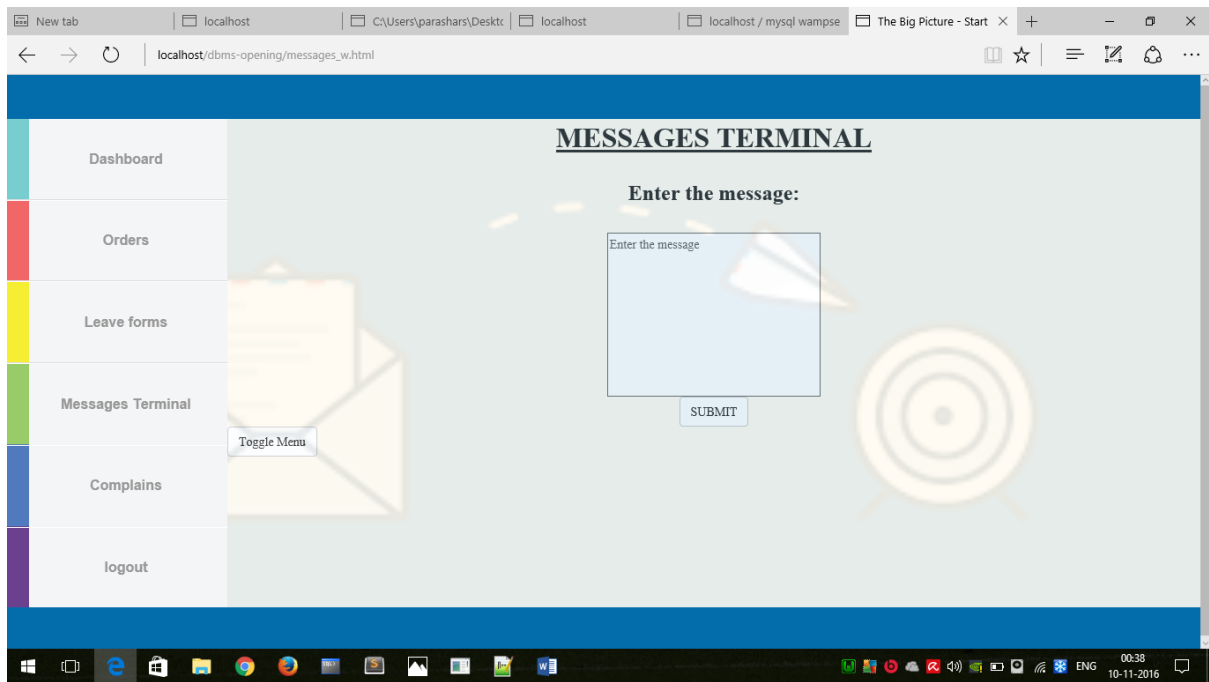 New tab
localhost
C:\Users\parashars\Deskto
localhost
localhost / mysql wampse
The Big Picture - Start
localhost/dbms-opening/messages_w.html
MESSAGES TERMINAL
Dashboard
Enter the message:
Orders
Enter the message
Leave forms
Messages Terminal
SUBMIT
Toggle Menu
Complains
logout
ENG
00:38
10-11-2016